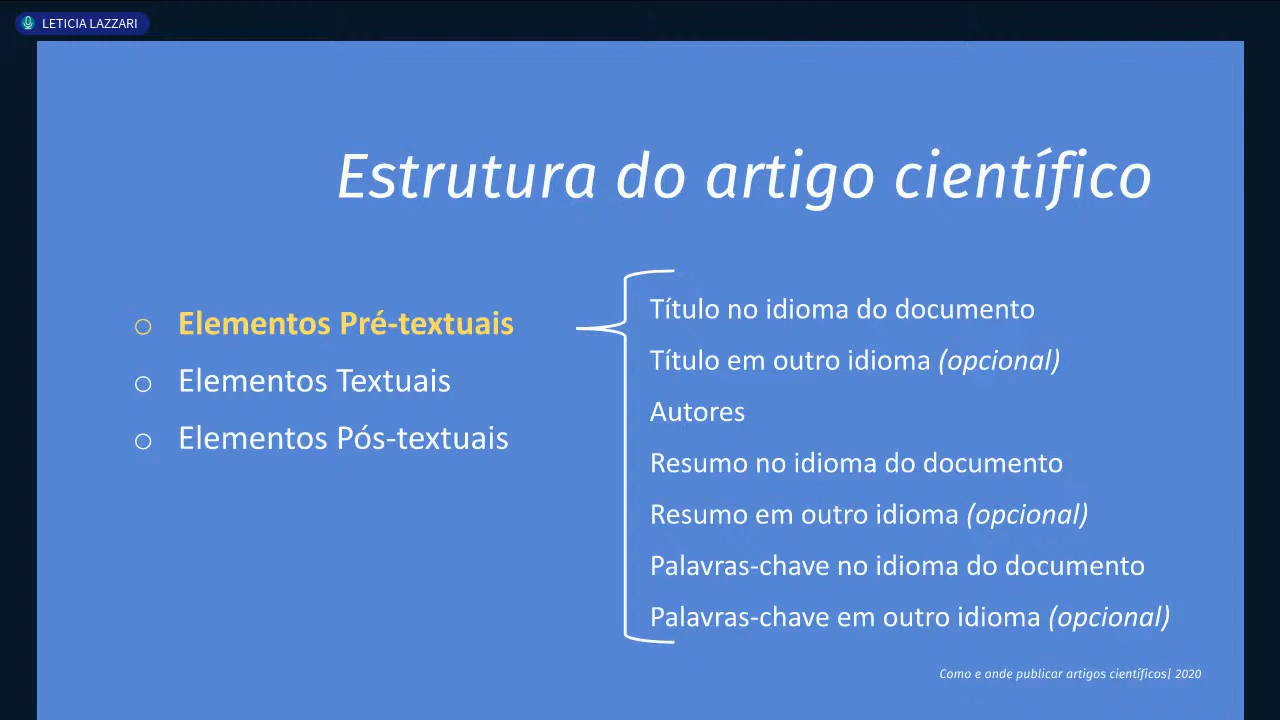 LETICIA LAZZARI
Estrutura do artigo científico
Elementos Pré-textuais
Elementos Textuais
Elementos Pós-textuais
Título no idioma do documento
Título em outro idioma (opcional)
Autores
Resumo no idioma do documento
Resumo em outro idioma (opcional)
Palavras-chave no idioma do documento
Palavras-chave em outro idioma (opcional)
Como e onde publicar artigos científicos| 2020